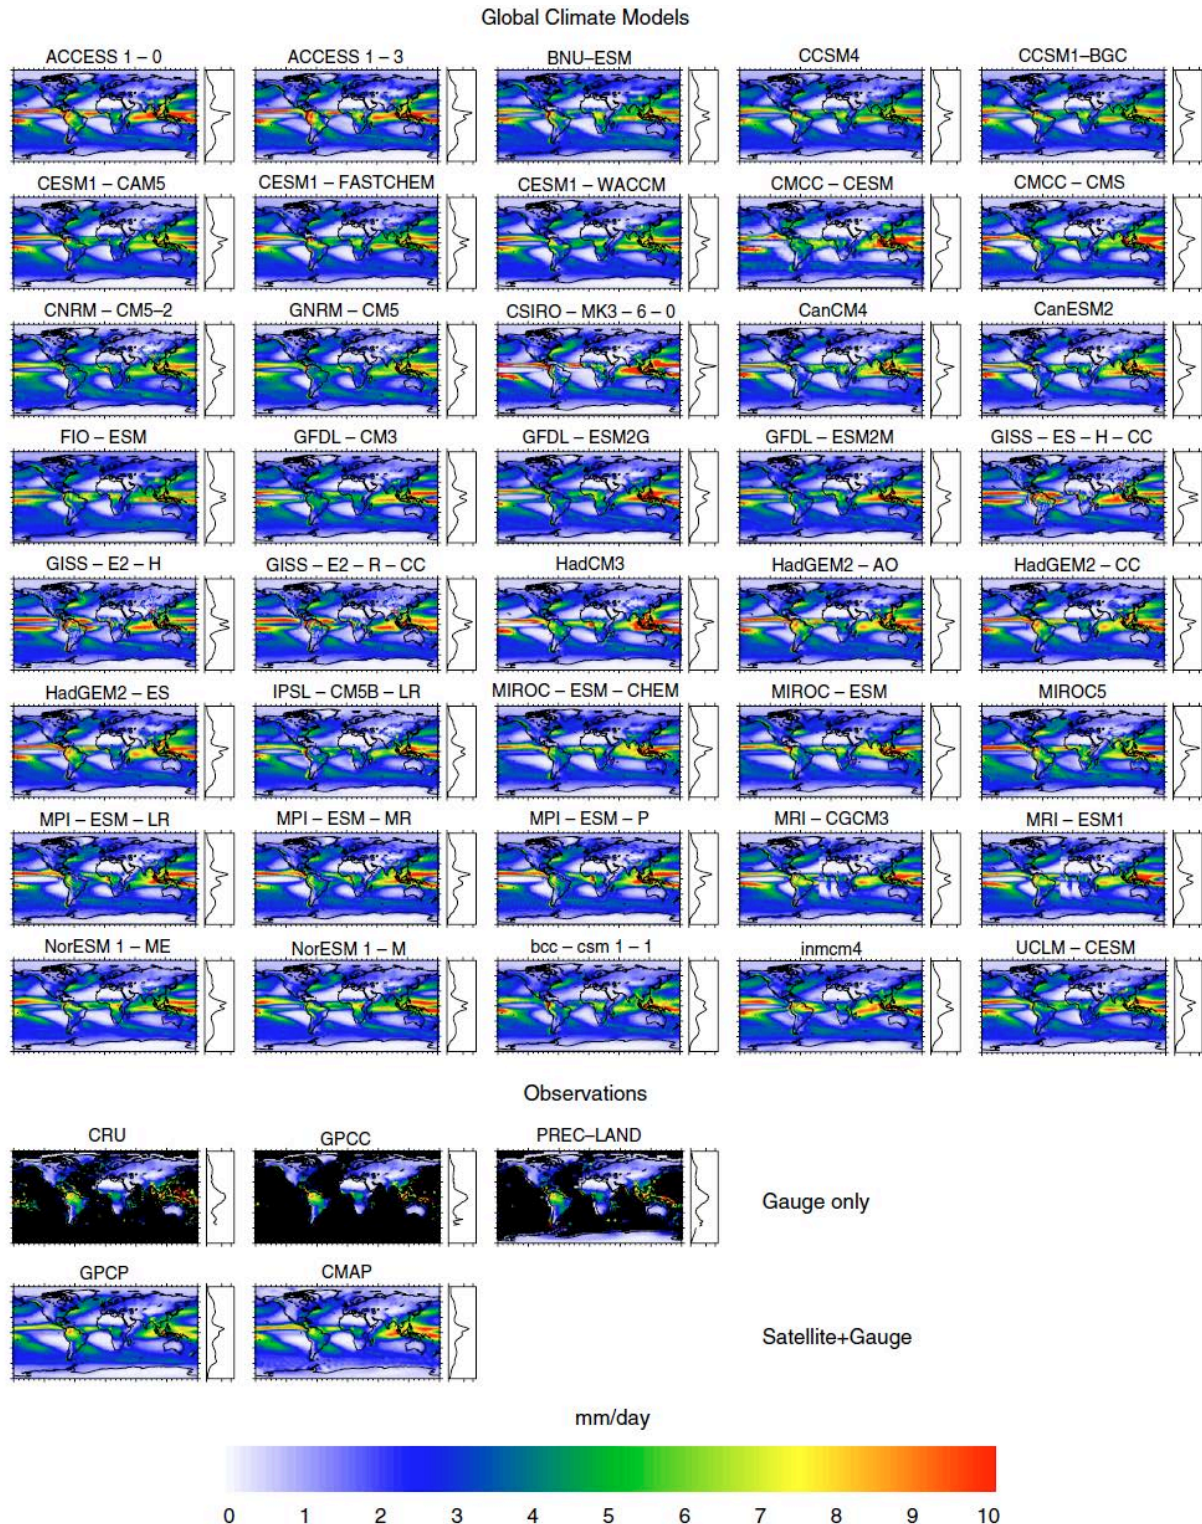 Global Climate Models
ACCESS 1 – 0 ACCESS 1 – 3 BNU–ESM CCSM4 CCSM1–BGC
CESM1 – CAM5 CESM1 – FASTCHEM CESM1 – WACCM CMCC – CESM CMCC – CMS
CNRM – CM5–2 GNRM – CM5 CSIRO – MK3 – 6 – 0 CanCM4 CanESM2
FIO – ESM GFDL – CM3 GFDL – ESM2G GFDL – ESM2M GISS – ES – H – CC
GISS – E2 – H GISS – E2 – R – CC HadCM3 HadGEM2 – AO HadGEM2 – CC
HadGEM2 – ES IPSL – CM5B – LR MIROC – ESM – CHEM MIROC – ESM MIROC5
MPI – ESM – LR MPI – ESM – MR MPI – ESM – P MRI – CGCM3 MRI – ESM1
NorESM 1 – ME NorESM 1 – M bcc – csm 1 – 1 inmcm4 UCLM – CESM
Observations
CRU GPCC PREC–LAND
Gauge only
GPCP CMAP
Satellite+Gauge
mm/day
0 1 2 3 4 5 6 7 8 9 10